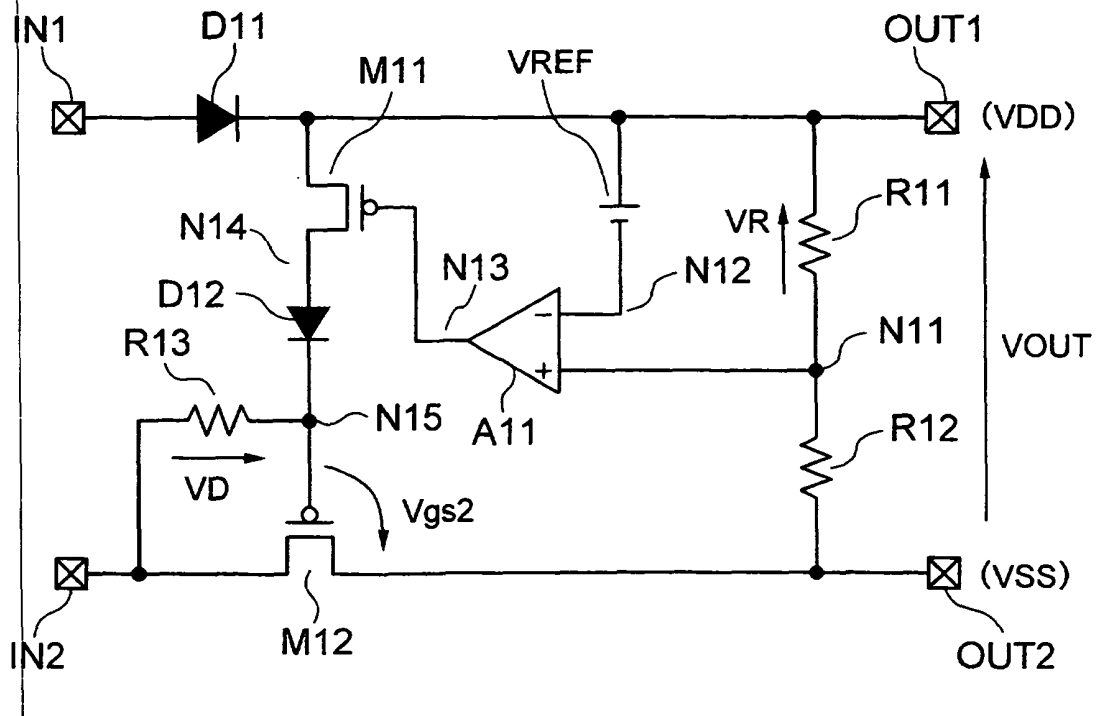 IN1
D11
M11
VREF
OUT1
(VDD)
R11
VR
N14
N13
N12
D12
N11
VOUT
R13
−
+
N15
A11
R12
VD
Vgs2
(VSS)
IN2
M12
OUT2